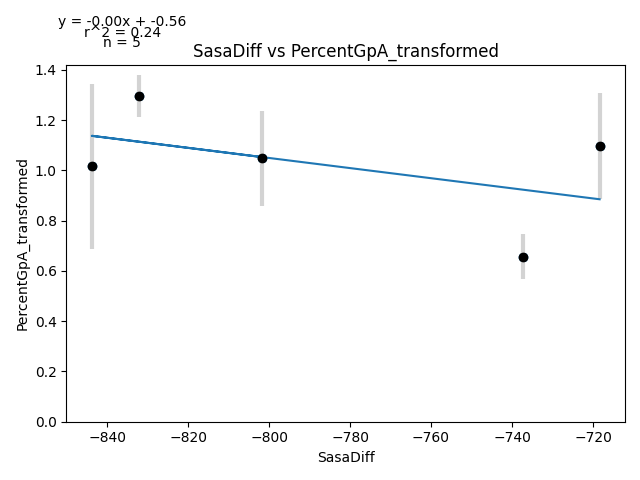 y = -0.00x + -0.56
r^2 = 0.24
n = 5
SasaDiff vs PercentGpA_transformed
PercentGpA_transformed
1.4
1.2
1.0
0.8
0.6
0.4
0.2
0.0
−840
−820
−800
−780
−760
−740
−720
SasaDiff